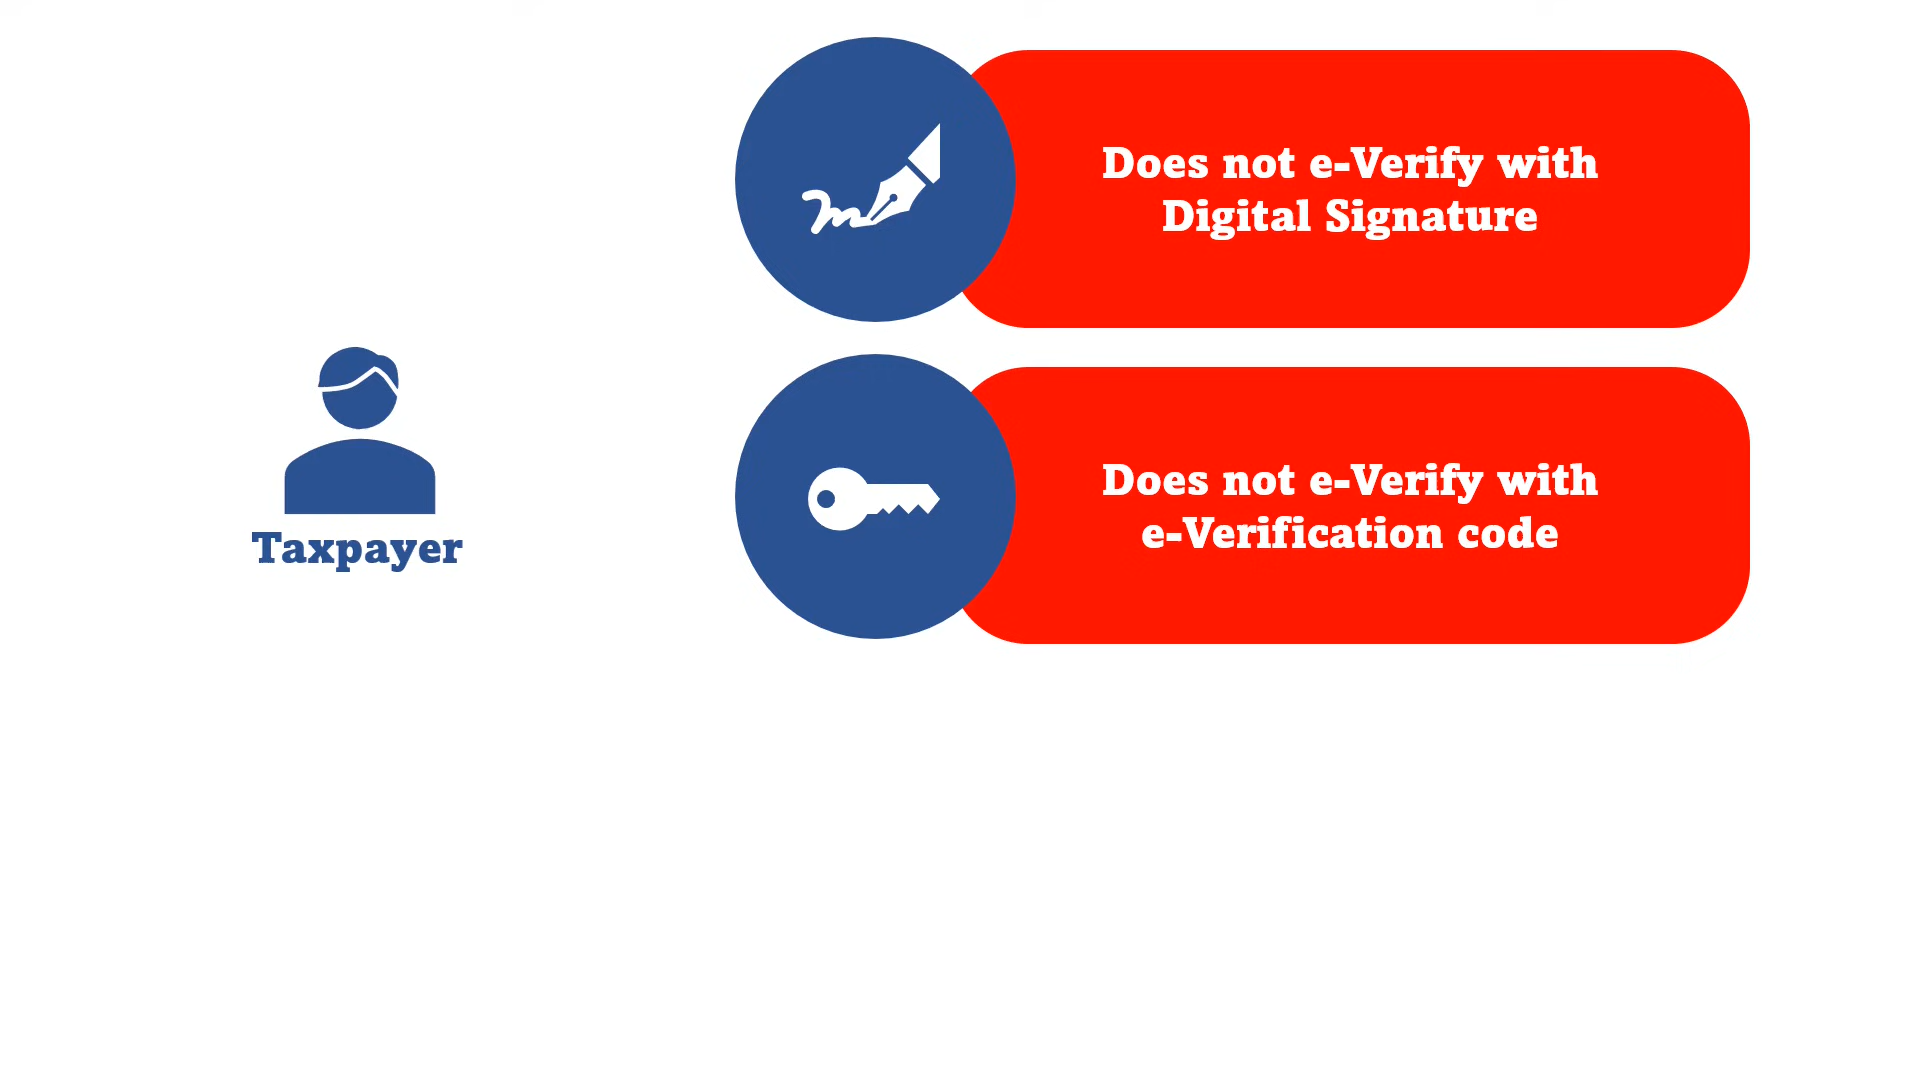 Does not e-Verify with
Digital Signature
Does not e-Verify with
e-Verification code
Taxpayer